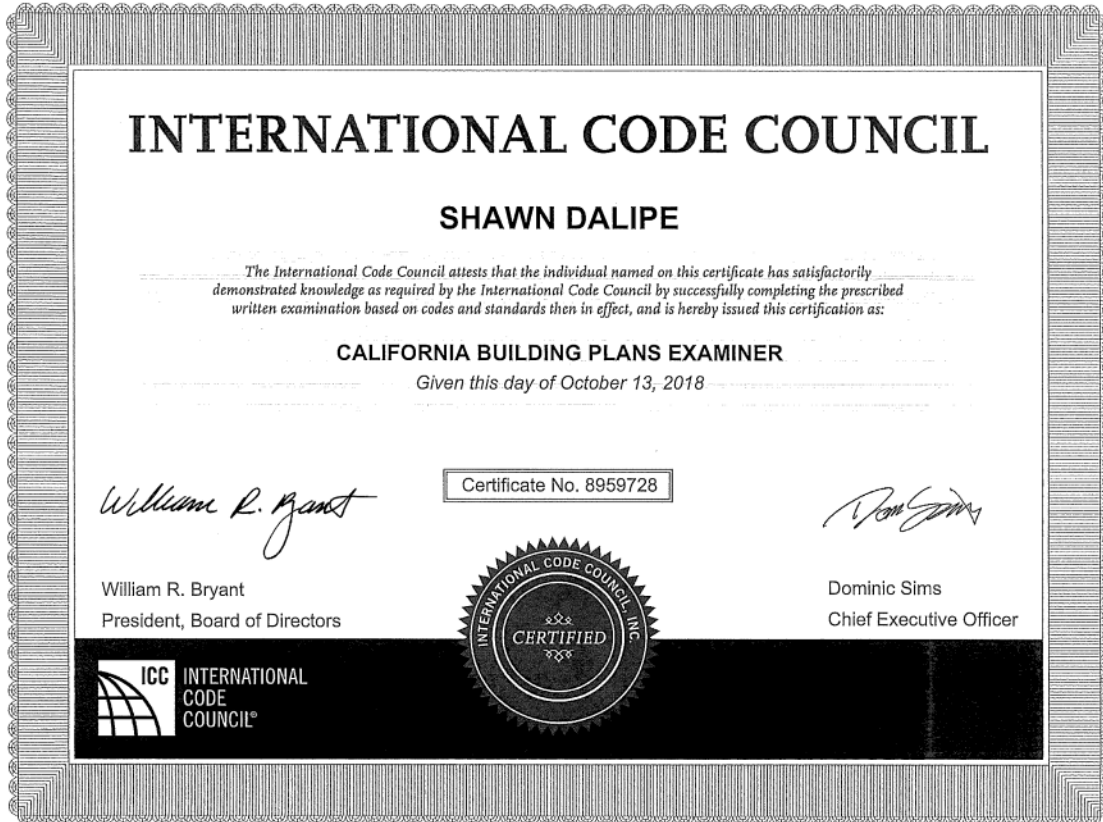 INTERNATIONAL CODE COUNCIL
SHAWN DALIPE
The International Code Council attests that the individual named on this certificate has satisfactorily
demonstrated knowledge as required by the International Code Council by successfully completing the prescribed
written examination based on codes and standards then in effect, and is hereby issued this certification as:
CALIFORNIA BUILDING PLANS EXAMINER
Given this day of October 13, 2018
Certificate No. 8959728
William R. Bryant
Dom Sims
William R. Bryant
President, Board of Directors
Dominic Sims
Chief Executive Officer
INTERNATIONAL CODE COUNCIL, INC.
CERTIFIED
ICC INTERNATIONAL
CODE
COUNCIL®